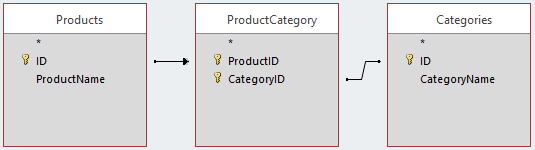 Products
*
ID
ProductName
ProductCategory
*
ProductID
CategoryID
Categories
*
ID
CategoryName